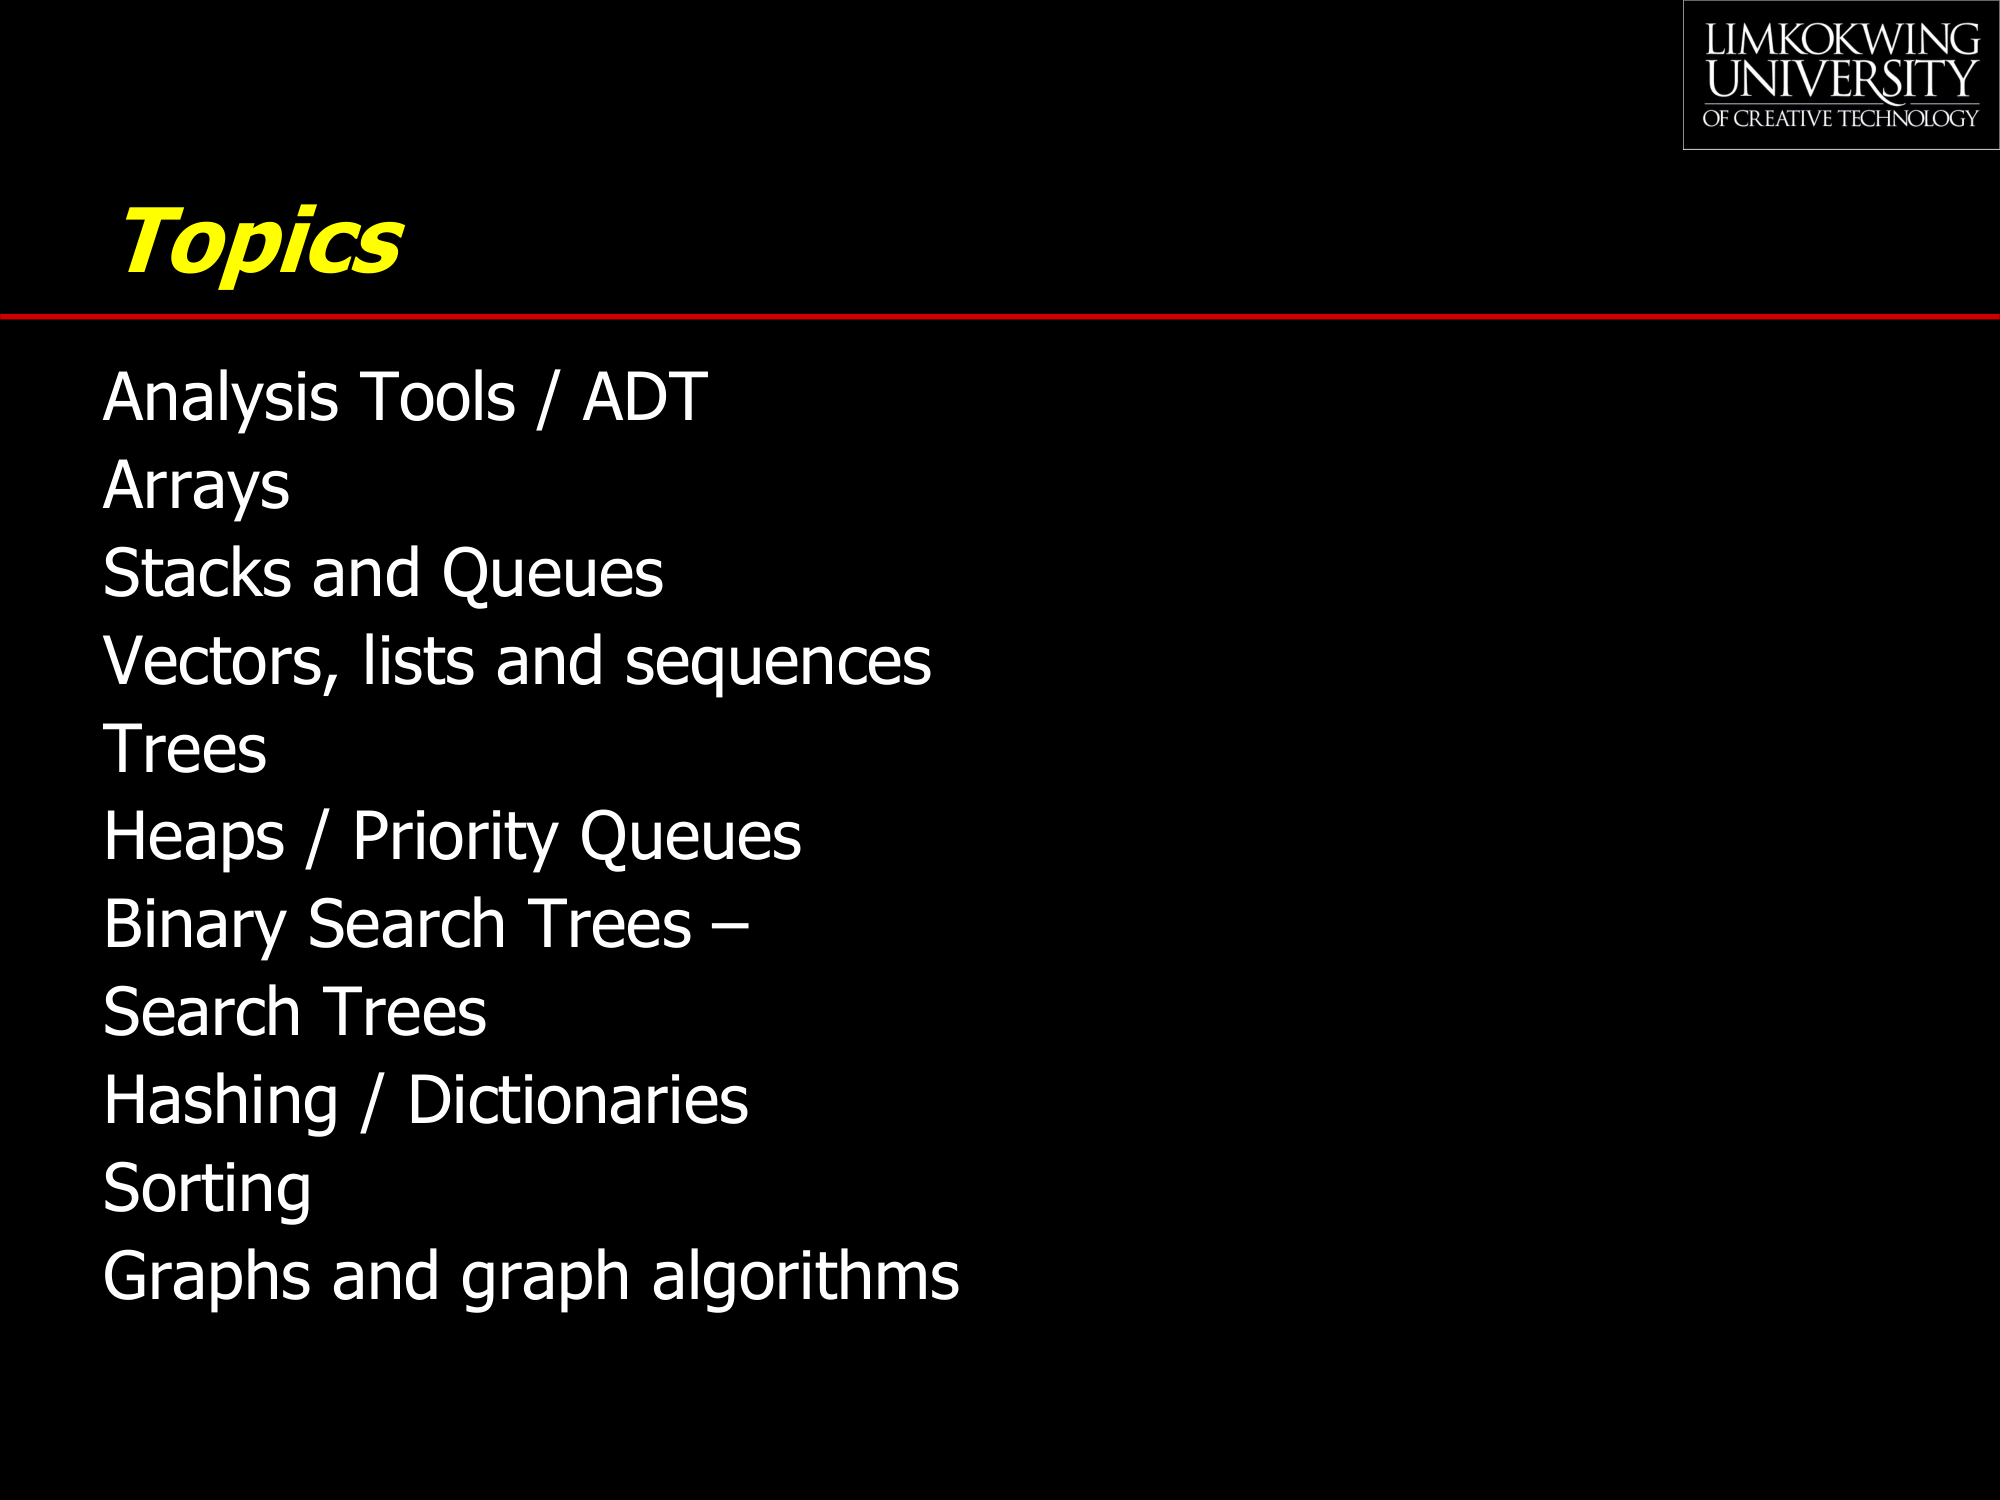 LIMKOKWING
UNIVERSITY
OF CREATIVE TECHNOLOGY
Topics
Analysis Tools / ADT
Arrays
Stacks and Queues
Vectors, lists and sequences
Trees
Heaps / Priority Queues
Binary Search Trees –
Search Trees
Hashing / Dictionaries
Sorting
Graphs and graph algorithms